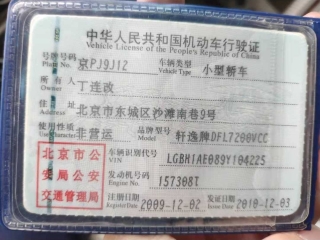 中华人民共和国机动车行驶证
Vehicle License of the People's Republic of China
号牌号码 京PJ9J12 车辆类型 小型轿车
Plate No. Vehicle Type
所有人 丁连改
住址 北京市东城区沙滩南巷9号
使用性质 非营运 品牌型号 轩逸牌DFL7200VCC
北京市公 车辆识别代号 LGBH1AE089Y104225
VIN
安局公安 发动机号码 157308T
Engine No.
交通管理局 注册日期 2009-12-02 发证日期 2010-12-03
Register Date Issue Date